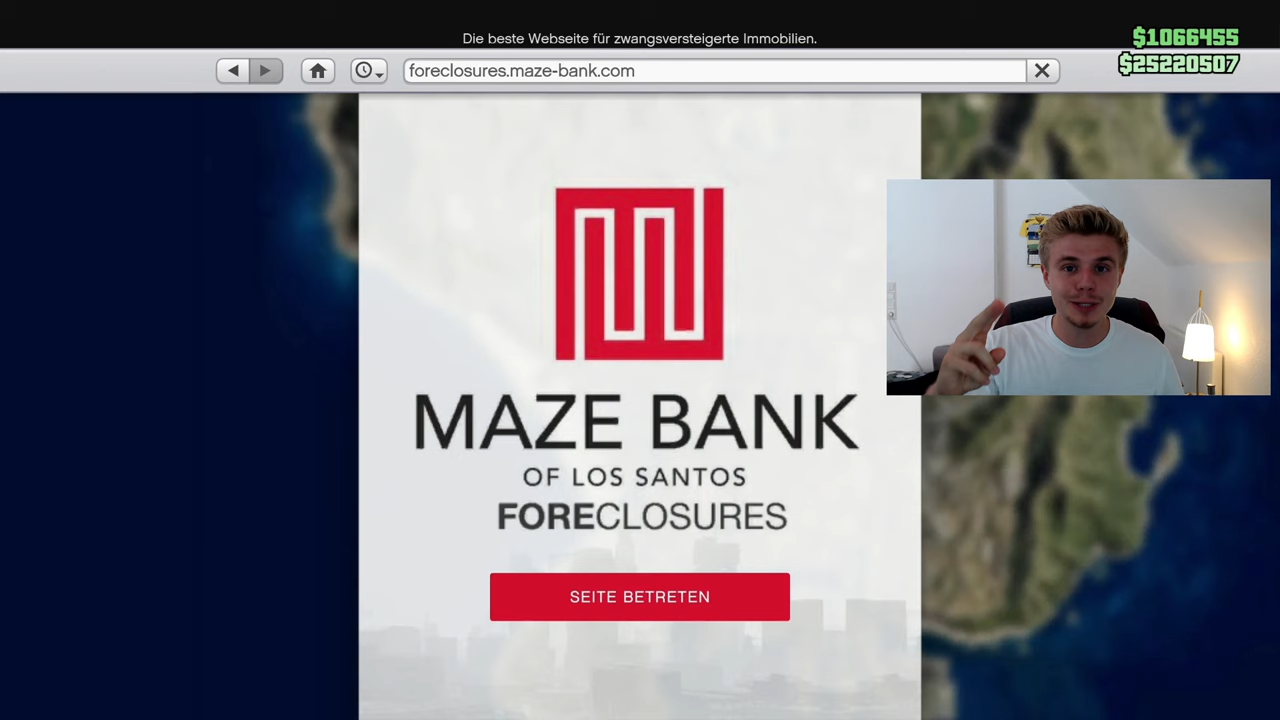 Die beste Webseite für zwangsversteigerte Immobilien.
$1066455
foreclosures.maze-bank.com
$25220507
MAZE BANK
OF LOS SANTOS
FORECLOSURES
SEITE BETRETEN